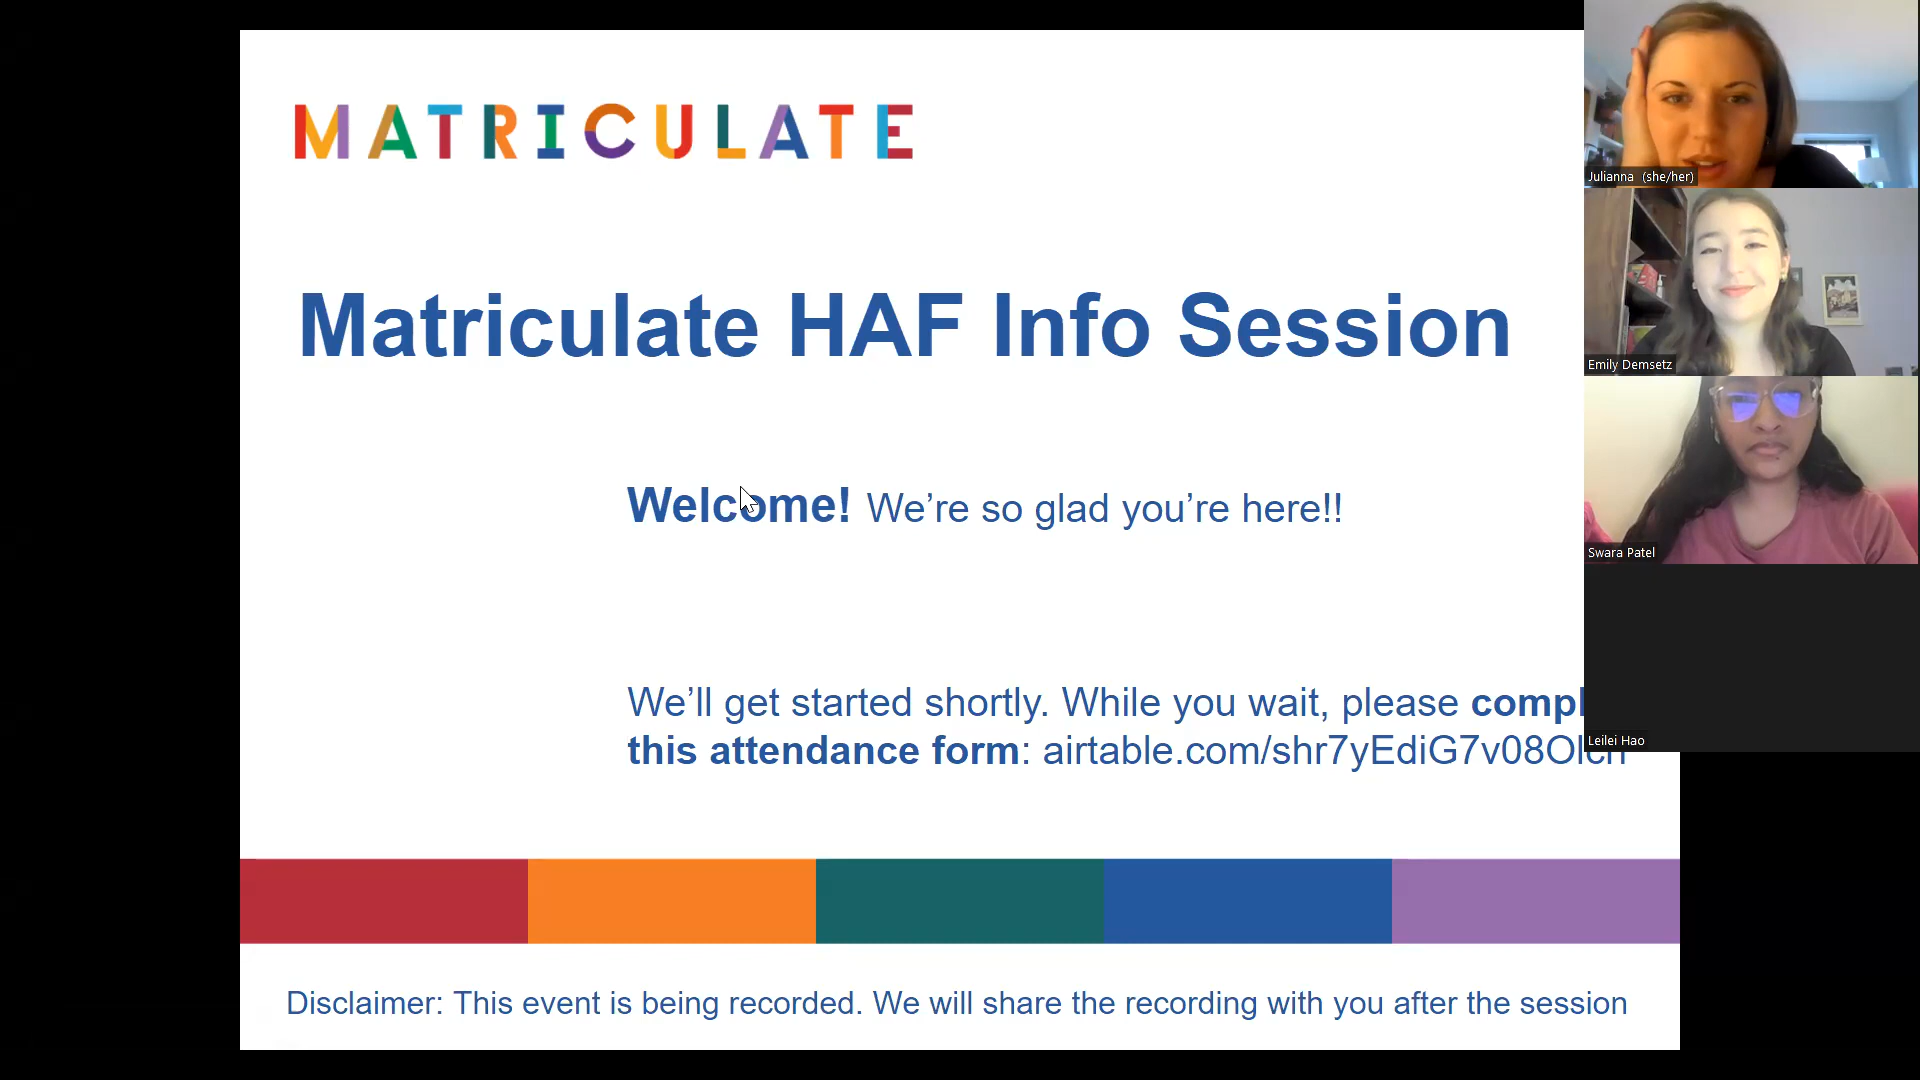 MATRICULATE
Matriculate HAF Info Session
Welcome! We’re so glad you’re here!!
We’ll get started shortly. While you wait, please compl
this attendance form: airtable.com/shr7yEdiG7v08Olch
Disclaimer: This event is being recorded. We will share the recording with you after the session
Julianna (she/her)
Emily Demsetz
Swara Patel
Leilei Hao